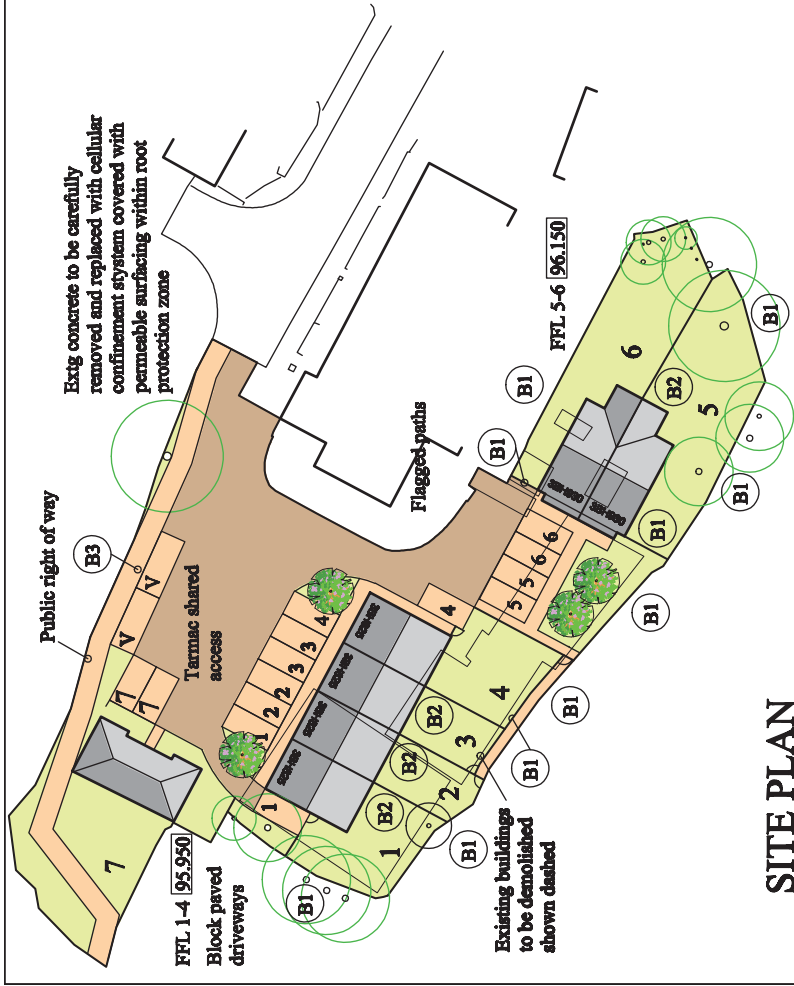 Extg concrete to be carefully
removed and replaced with cellular
confinement stystem covered with
permeable surfacing within root
protection zone
Public right of way
B3
V
V
7
7
7
Tarmac shared
access
Flagged paths
FFL 1-4 95.950
Block paved
driveways
1
1
2
2
3
3
4
4
B1
B2
B2
B2
1
2
3
4
B1
B1
B1
B1
Existing buildings
to be demolished
shown dashed
FFL 5-6 96.150
B1
B1
5
5
6
6
6
5
B2
B1
B1
B1
SITE PLAN